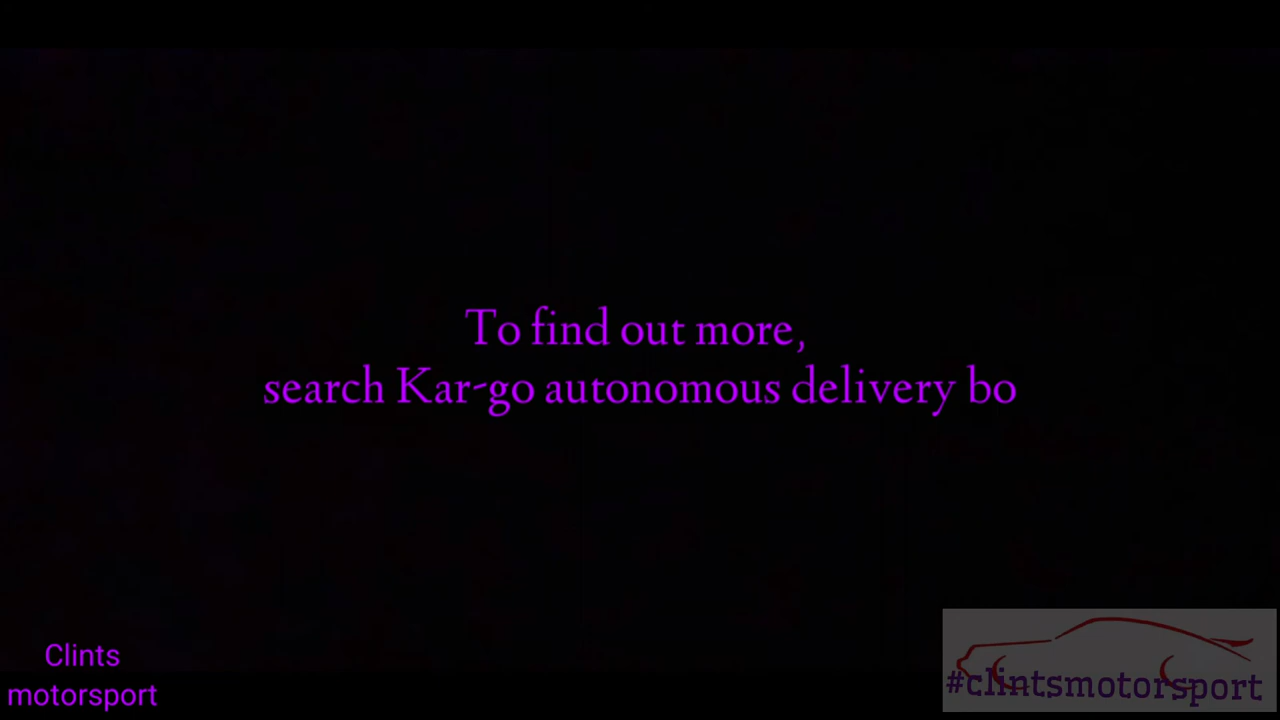 To find out more,
search Kar-go autonomous delivery bo
Clints
motorsport
#clintsmotorsport